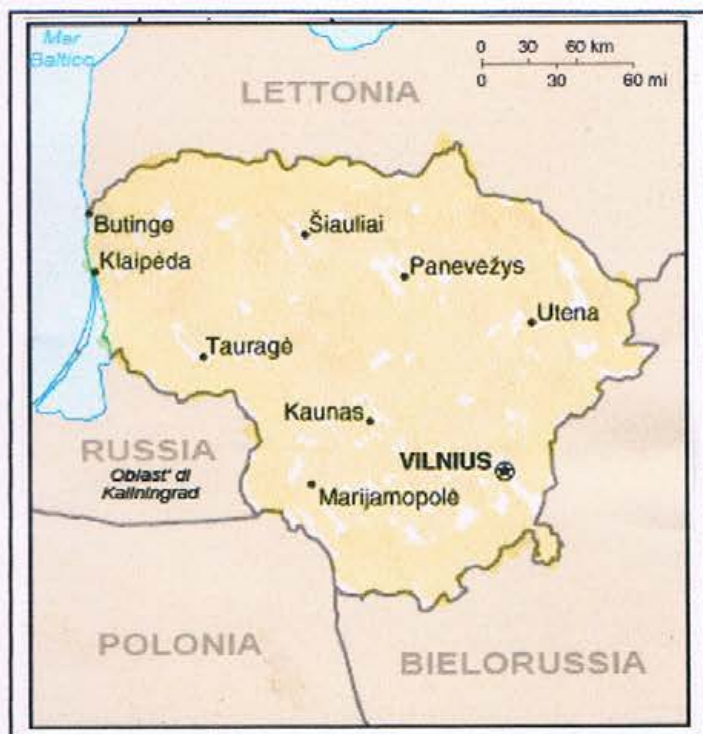 Mar
Baltico
0 30 60 km
0 30 60 mi
LETTONIA
Butinge
Šiauliai
Klaipėda
Panevėžys
Utena
Tauragė
Kaunas
RUSSIA
Oblast' di
Kaliningrad
VILNIUS
Marijamopolė
POLONIA
BIELORUSSIA